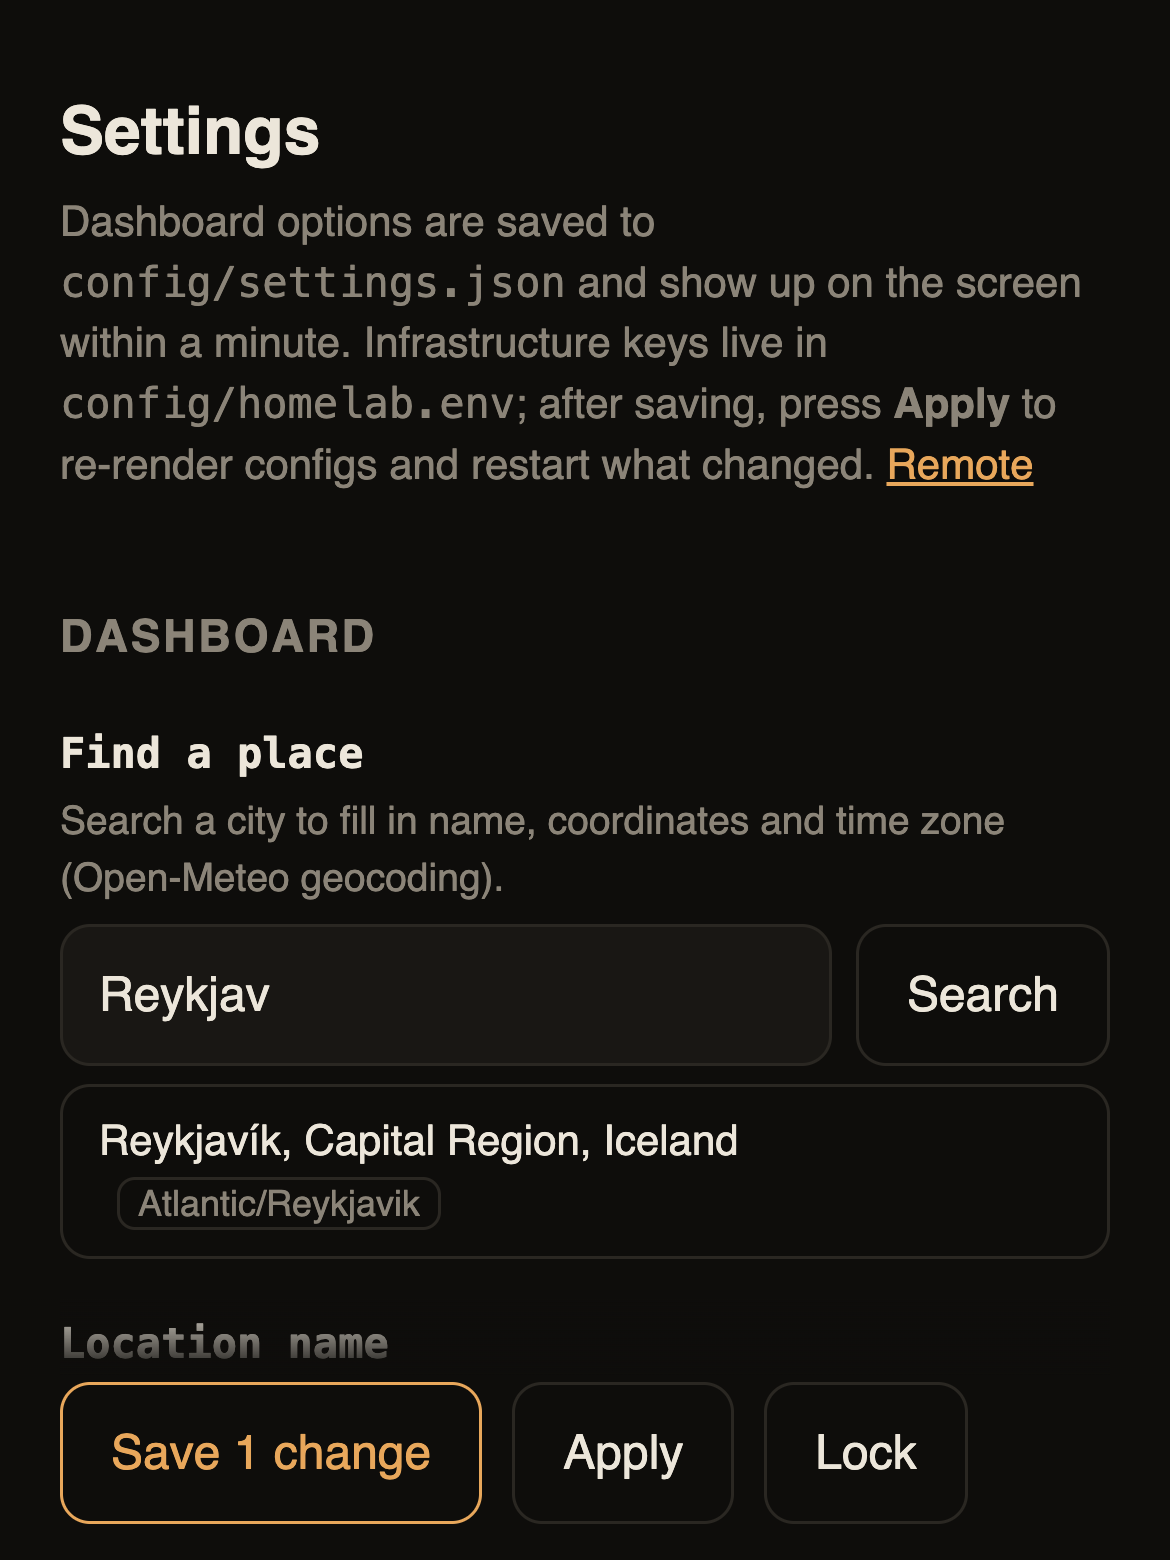 Settings
Dashboard options are saved to
config/settings.json and show up on the screen
within a minute. Infrastructure keys live in
config/homelab.env; after saving, press Apply to
re-render configs and restart what changed. Remote
DASHBOARD
Find a place
Search a city to fill in name, coordinates and time zone
(Open-Meteo geocoding).
Reykjav
Search
Reykjavík, Capital Region, Iceland
Atlantic/Reykjavik
Location name
Save 1 change
Apply
Lock